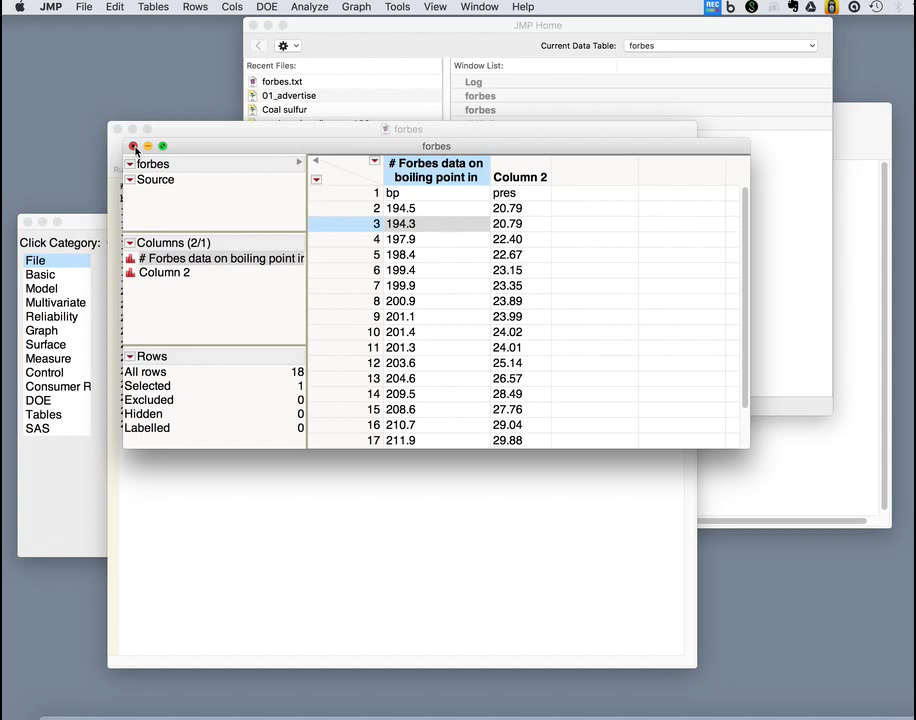 JMP File Edit Tables Rows Cols DOE Analyze Graph Tools View Window Help REC
JMP Home
Current Data Table: forbes
Recent Files:
forbes.txt
01_advertise
Coal sulfur
Window List:
Log
forbes
forbes
forbes
forbes
forbes
Source
Columns (2/1)
# Forbes data on boiling point in
Column 2
Rows
All rows 18
Selected 1
Excluded 0
Hidden 0
Labelled 0
# Forbes data on
boiling point in Column 2
1 bp pres
2 194.5 20.79
3 194.3 20.79
4 197.9 22.40
5 198.4 22.67
6 199.4 23.15
7 199.9 23.35
8 200.9 23.89
9 201.1 23.99
10 201.4 24.02
11 201.3 24.01
12 203.6 25.14
13 204.6 26.57
14 209.5 28.49
15 208.6 27.76
16 210.7 29.04
17 211.9 29.88
Click Category:
File
Basic
Model
Multivariate
Reliability
Graph
Surface
Measure
Control
Consumer R
DOE
Tables
SAS